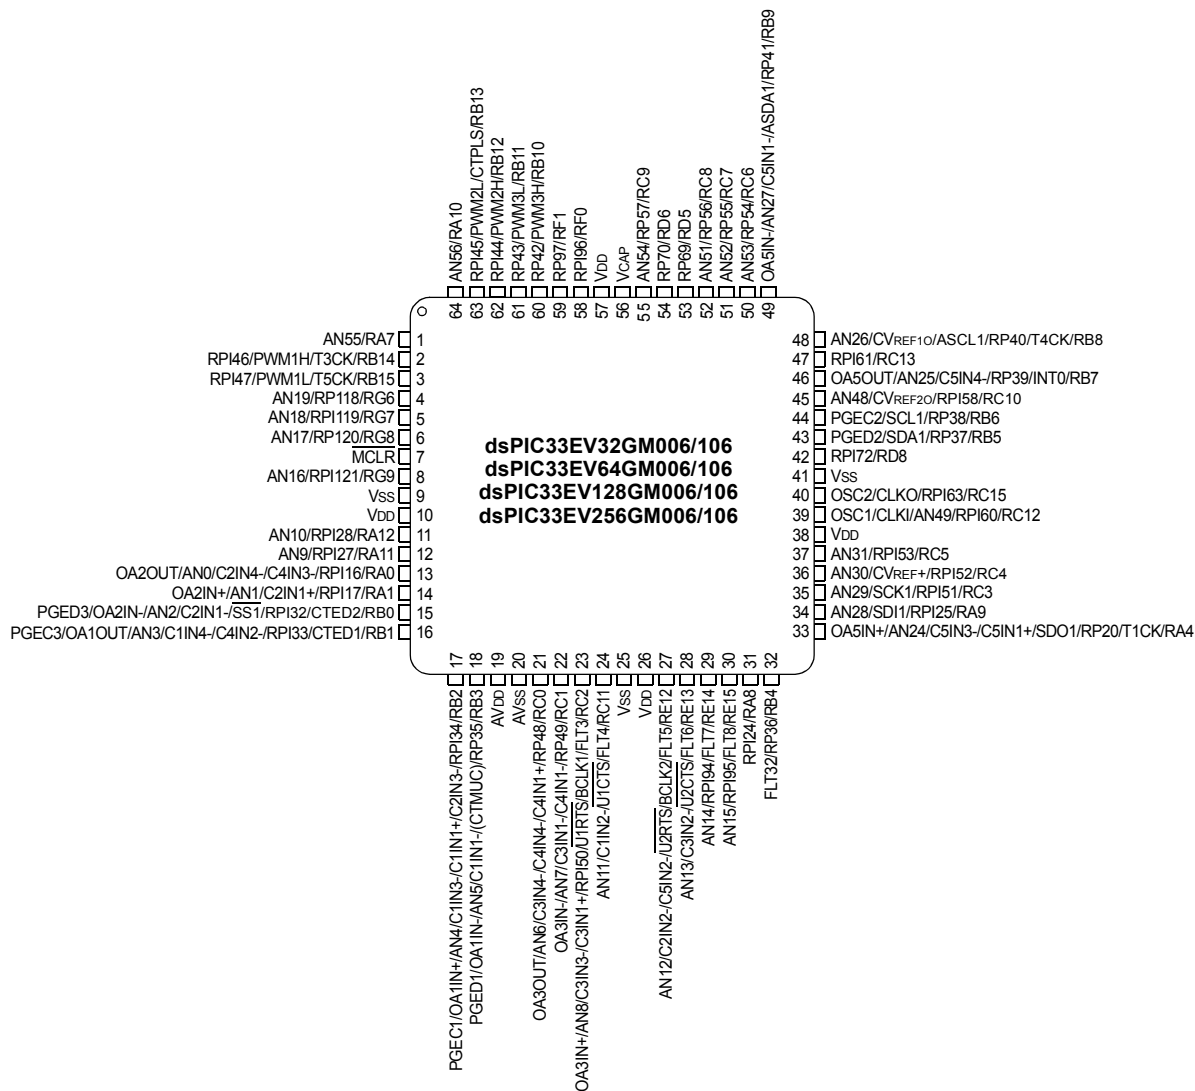 AN56/RA10
RPI45/PWM2L/CTPLS/RB13
RPI44/PWM2H/RB12
RP43/PWM3L/RB11
RP42/PWM3H/RB10
RP97/RF1
RPI96/RF0
VDD
VCAP
AN54/RP57/RC9
RP70/RD6
RP69/RD5
AN51/RP56/RC8
AN52/RP55/RC7
AN53/RP54/RC6
OA5IN-/AN27/C5IN1-/ASDA1/RP41/RB9
64 63 62 61 60 59 58 57 56 55 54 53 52 51 50 49
AN55/RA7 1
RPI46/PWM1H/T3CK/RB14 2
RPI47/PWM1L/T5CK/RB15 3
AN19/RP118/RG6 4
AN18/RPI119/RG7 5
AN17/RP120/RG8 6
MCLR 7
AN16/RPI121/RG9 8
VSS 9
VDD 10
AN10/RPI28/RA12 11
AN9/RPI27/RA11 12
OA2OUT/AN0/C2IN4-/C4IN3-/RPI16/RA0 13
OA2IN+/AN1/C2IN1+/RPI17/RA1 14
PGED3/OA2IN-/AN2/C2IN1-/SS1/RPI32/CTED2/RB0 15
PGEC3/OA1OUT/AN3/C1IN4-/C4IN2-/RPI33/CTED1/RB1 16
dsPIC33EV32GM006/106
dsPIC33EV64GM006/106
dsPIC33EV128GM006/106
dsPIC33EV256GM006/106
48 AN26/CVREF1O/ASCL1/RP40/T4CK/RB8
47 RPI61/RC13
46 OA5OUT/AN25/C5IN4-/RP39/INT0/RB7
45 AN48/CVREF2O/RPI58/RC10
44 PGEC2/SCL1/RP38/RB6
43 PGED2/SDA1/RP37/RB5
42 RPI72/RD8
41 VSS
40 OSC2/CLKO/RPI63/RC15
39 OSC1/CLKI/AN49/RPI60/RC12
38 VDD
37 AN31/RPI53/RC5
36 AN30/CVREF+/RPI52/RC4
35 AN29/SCK1/RPI51/RC3
34 AN28/SDI1/RPI25/RA9
33 OA5IN+/AN24/C5IN3-/C5IN1+/SDO1/RP20/T1CK/RA4
17 18 19 20 21 22 23 24 25 26 27 28 29 30 31 32
PGEC1/OA1IN+/AN4/C1IN3-/C1IN1+/C2IN3-/RPI34/RB2
PGED1/OA1IN-/AN5/C1IN1-/(CTMUC)/RP35/RB3
AVDD
AVSS
OA3OUT/AN6/C3IN4-/C4IN4-/C4IN1+/RP48/RC0
OA3IN-/AN7/C3IN1-/C4IN1-/RP49/RC1
OA3IN+/AN8/C3IN3-/C3IN1+/RPI50/U1RTS/BCLK1/FLT3/RC2
AN11/C1IN2-/U1CTS/FLT4/RC11
VSS
VDD
AN12/C2IN2-/C5IN2-/U2RTS/BCLK2/FLT5/RE12
AN13/C3IN2-/U2CTS/FLT6/RE13
AN14/RPI94/FLT7/RE14
AN15/RPI95/FLT8/RE15
RPI24/RA8
FLT32/RP36/RB4